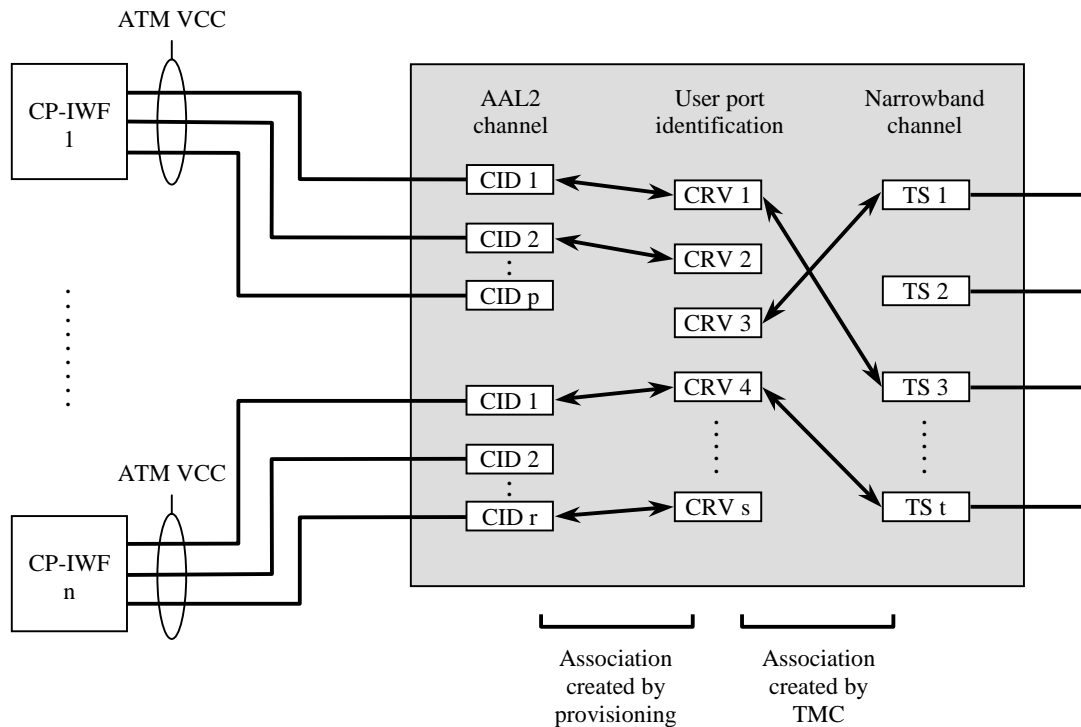 ATM VCC
CP-IWF
1
AAL2
channel
User port
identification
Narrowband
channel
CID 1
CRV 1
TS 1
CID 2
CRV 2
CID p
TS 2
CRV 3
CID 1
CRV 4
TS 3
ATM VCC
CID 2
CID r
CRV s
TS t
CP-IWF
n
Association
created by
provisioning
Association
created by
TMC